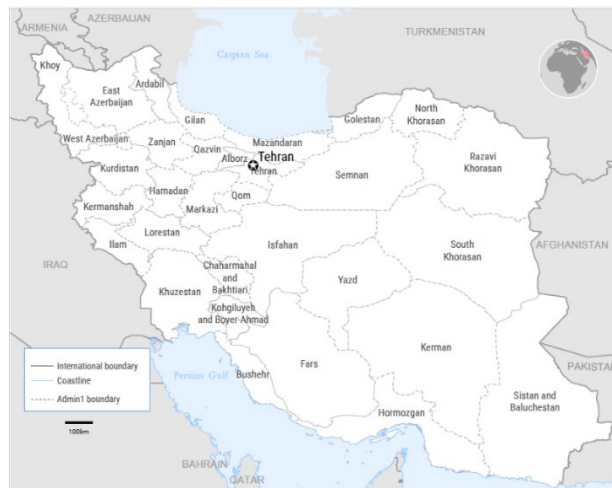 AZERBAIJAN
ARMENIA
TURKMENISTAN
Caspian Sea
Khoy
Ardabil
East
Azerbaijan
Gilan
Golestan
North
Khorasan
West Azerbaijan
Zanjan
Qazvin
Mazandaran
Alborz
Tehran
Tehran
Razavi
Khorasan
Kurdistan
Semnan
Hamadan
Qom
Markazi
Kermanshah
Lorestan
Ilam
Isfahan
South
Khorasan
AFGHANISTAN
IRAQ
Chaharmahal
and
Bakhtiari
Yazd
Khuzestan
Kohgiluyeh
and Boyer-Ahmad
Kerman
Fars
International boundary
Coastline
Admin1 boundary
Persian Gulf
Bushehr
PAKISTAN
Sistan and
Baluchestan
Hormozgan
100km
BAHRAIN
QATAR